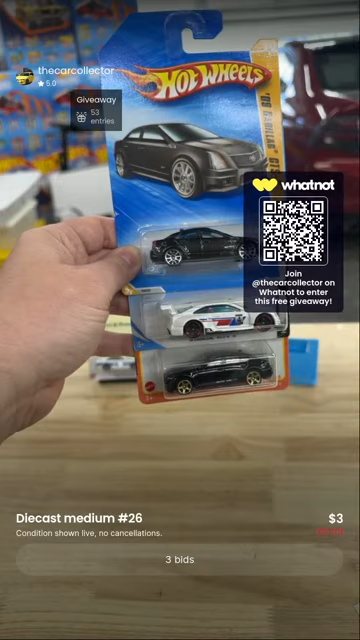 thecarcollector
5.0
HOT WHEELS
'09 CADILLAC CTS
Giveaway
53
entries
whatnot
Join
@thecarcollector on
Whatnot to enter
this free giveaway!
Diecast medium #26
$3
Condition shown live, no cancellations.
3 bids